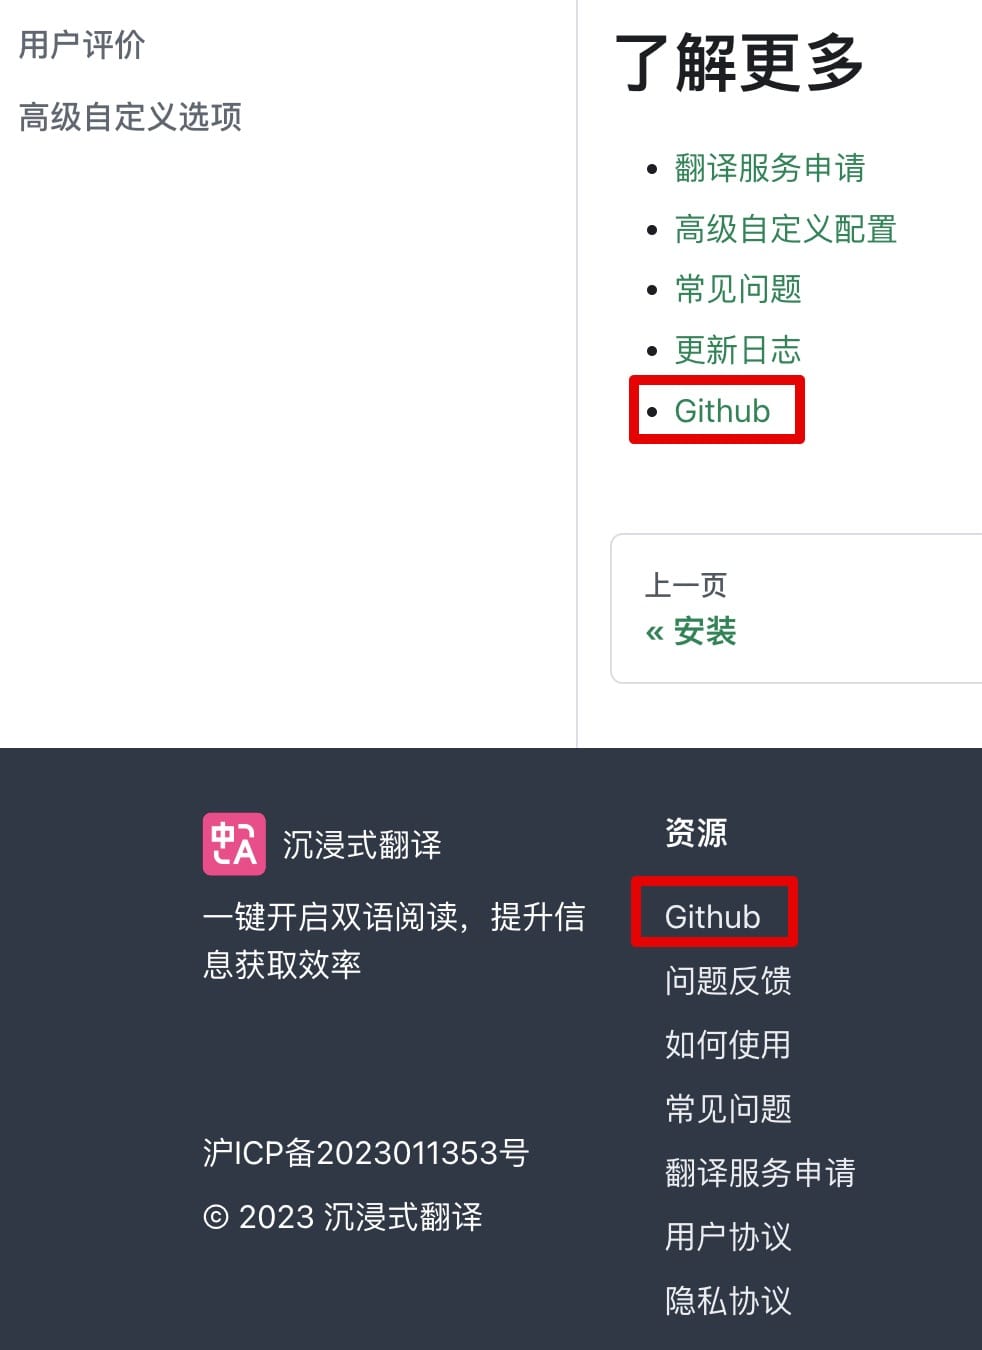 用户评价
高级自定义选项
了解更多
翻译服务申请
高级自定义配置
常见问题
更新日志
Github
上一页
« 安装
中A
沉浸式翻译
一键开启双语阅读，提升信
息获取效率
沪ICP备2023011353号
© 2023 沉浸式翻译
资源
Github
问题反馈
如何使用
常见问题
翻译服务申请
用户协议
隐私协议